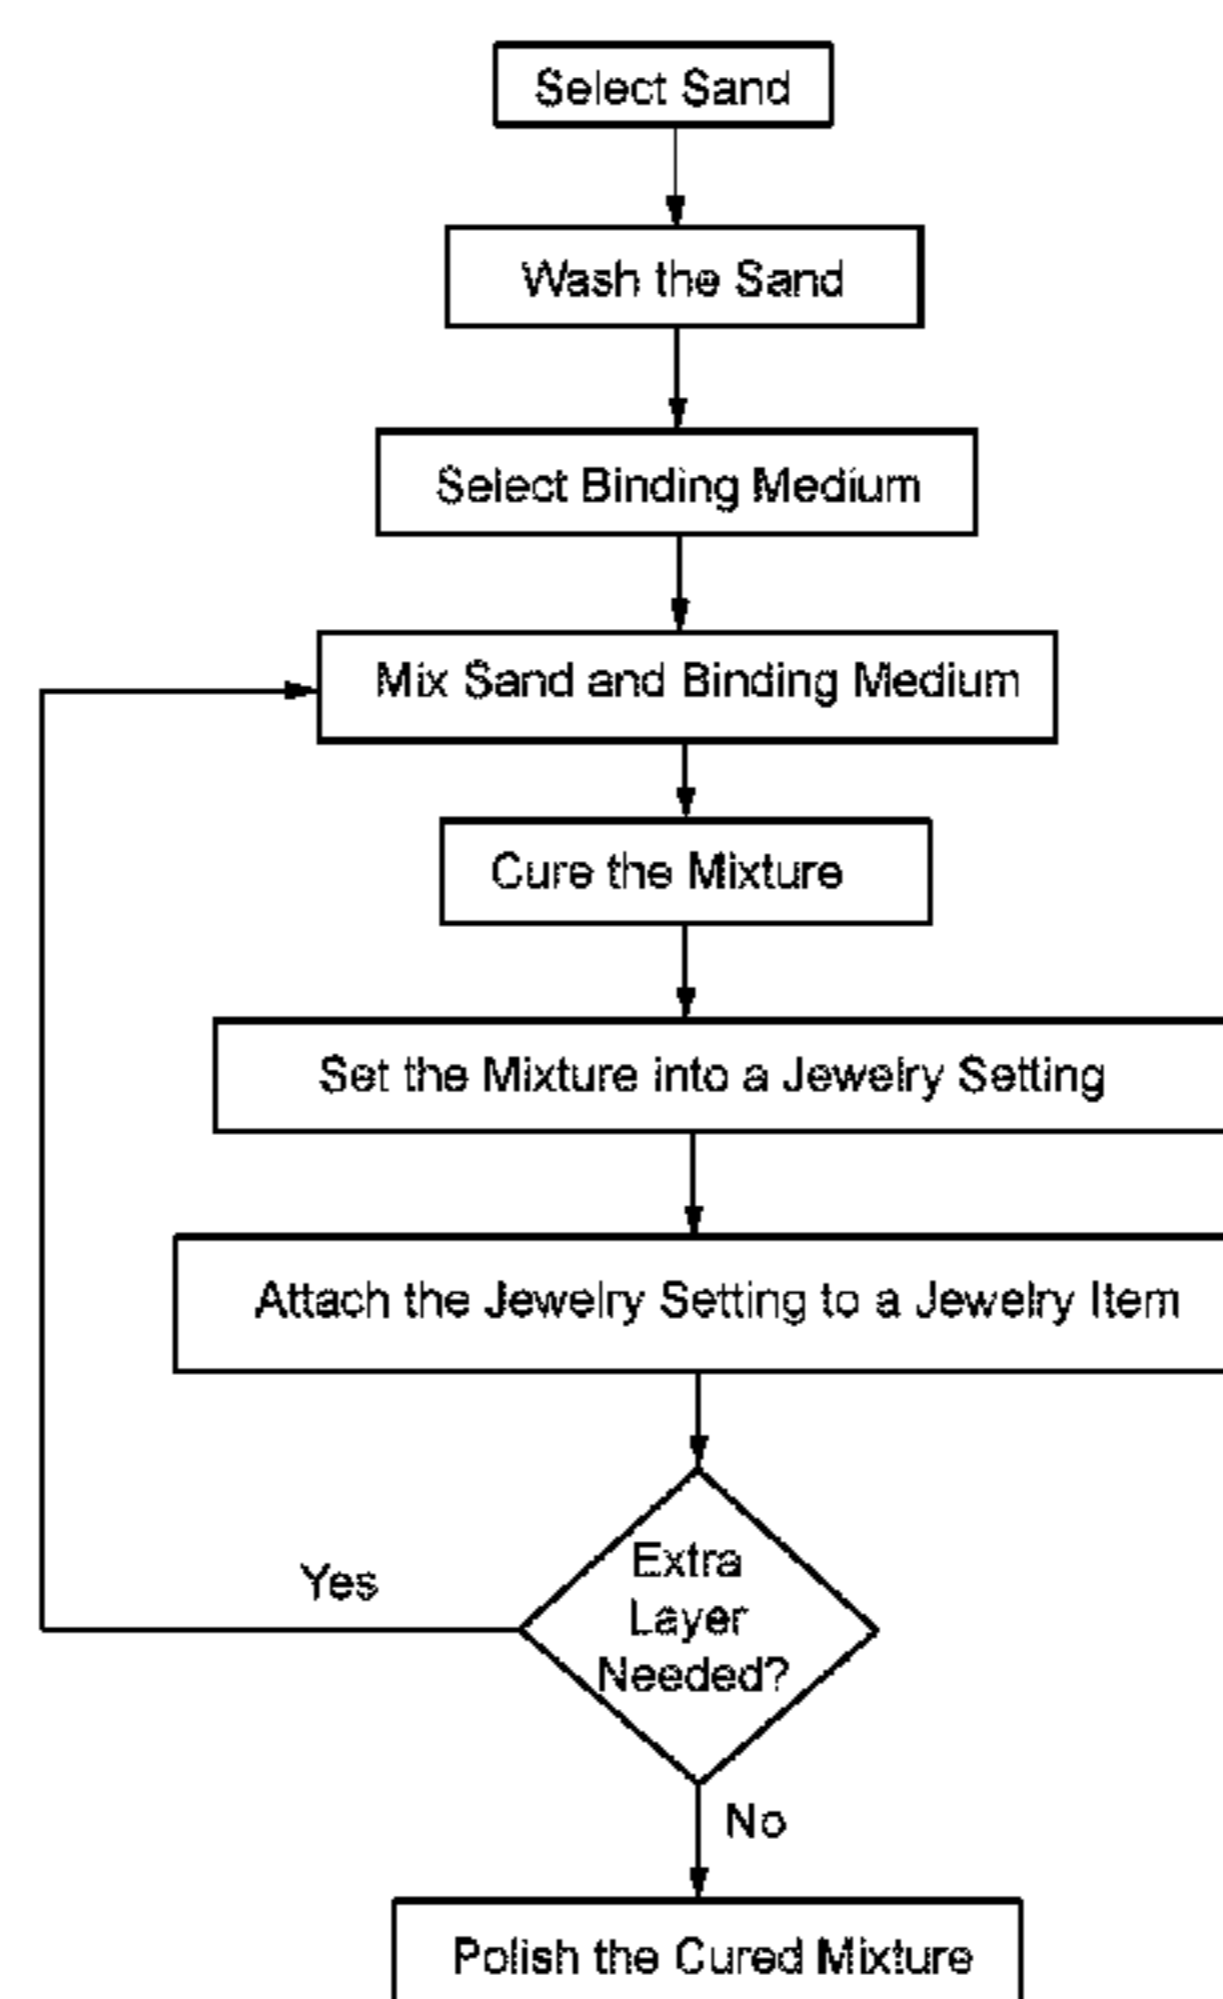 Select Sand
Wash the Sand
Select Binding Medium
Mix Sand and Binding Medium
Cure the Mixture
Set the Mixture into a Jewelry Setting
Attach the Jewelry Setting to a Jewelry Item
Extra
Layer
Needed?
Yes
No
Polish the Cured Mixture